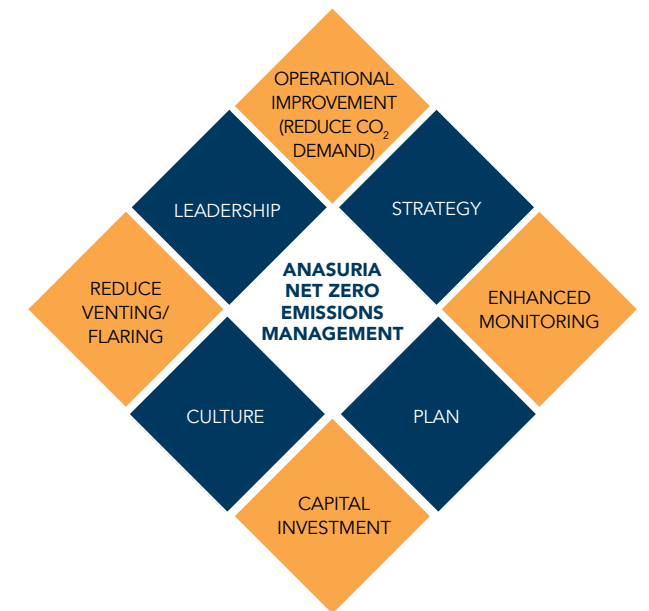 OPERATIONAL
IMPROVEMENT
(REDUCE CO₂
DEMAND)
LEADERSHIP
STRATEGY
ANASURIA
NET ZERO
EMISSIONS
MANAGEMENT
REDUCE
VENTING/
FLARING
ENHANCED
MONITORING
CULTURE
PLAN
CAPITAL
INVESTMENT